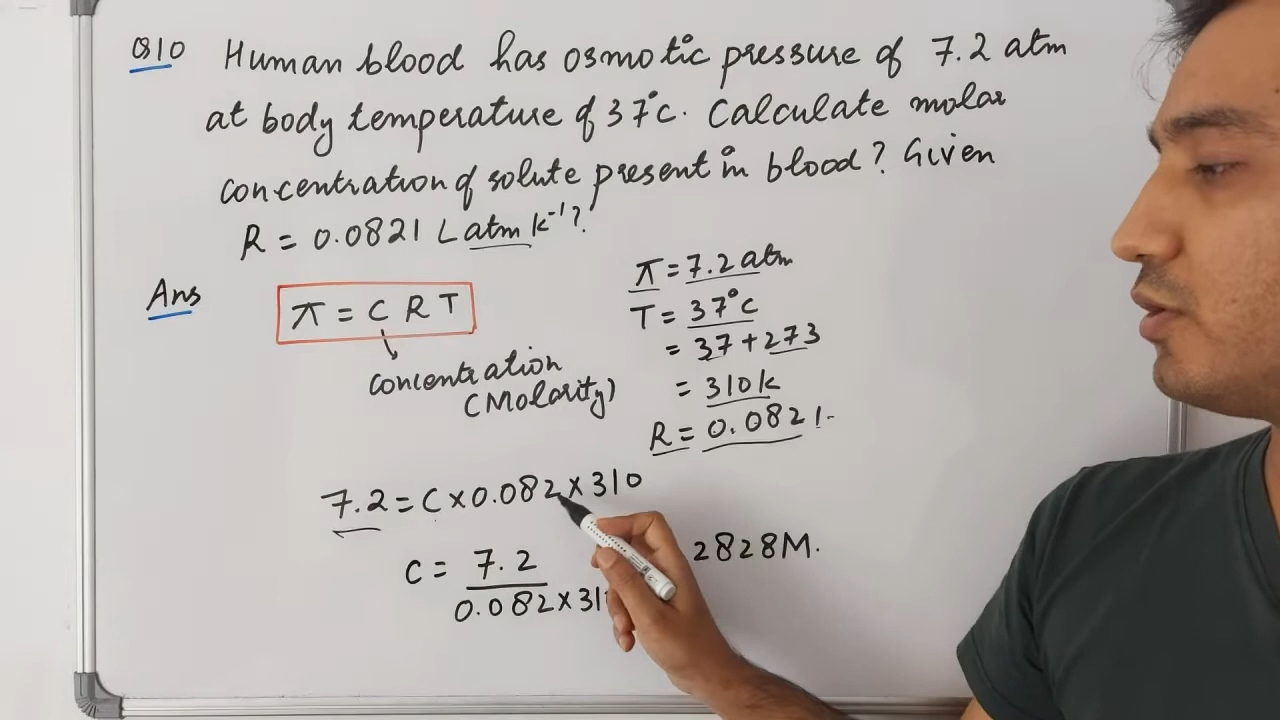 Q10 Human blood has osmotic pressure of 7.2 atm
at body temperature of 37°c. Calculate molar
concentration of solute present in blood? Given
R = 0.0821 L atm k⁻¹?
Ans
π = C R T
concentration
(Molarity)
π = 7.2 atm
T = 37°c
= 37 + 273
= 310k
R = 0.0821.
7.2 = C × 0.082 × 310
C = 7.2
0.082 × 31
2828M.